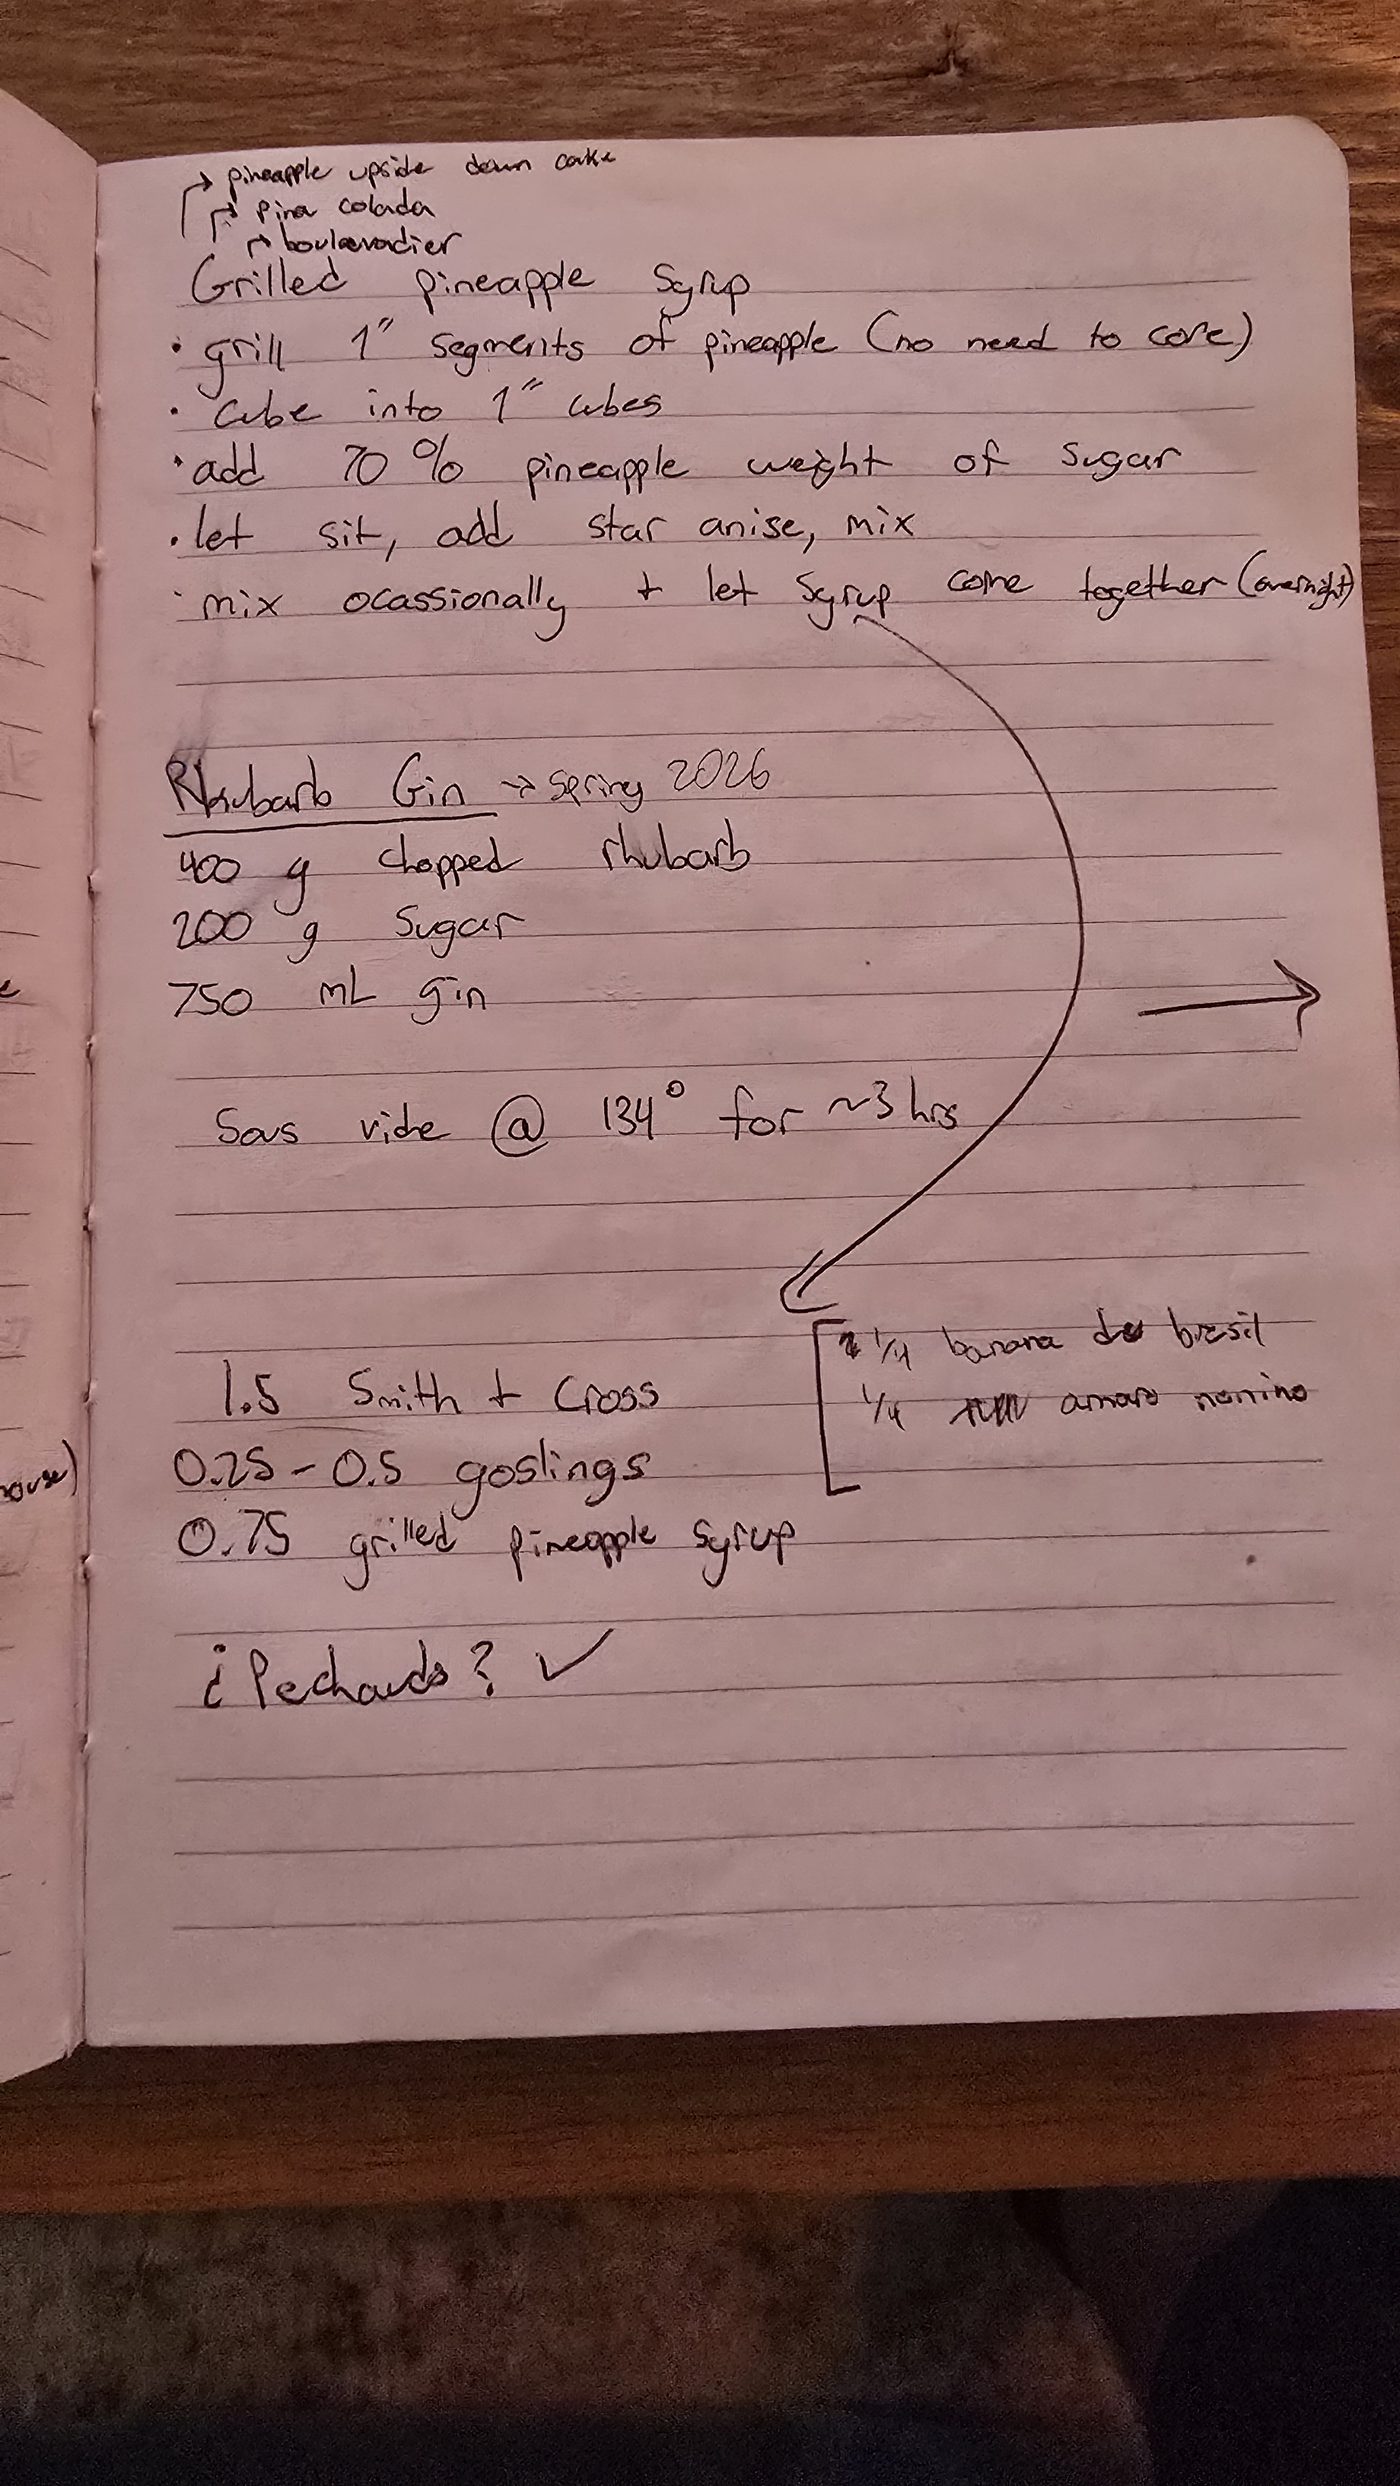 → pineapple upside down cake
→ pina colada
→ boulevadier
Grilled pineapple syrup
• grill 1" segments of pineapple (no need to core)
• cube into 1" cubes
• add 70% pineapple weight of sugar
• let sit, add star anise, mix
• mix ocassionally + let syrup come together (overnight)
Rhubarb Gin → spring 2026
400 g chopped rhubarb
200 g sugar
750 mL gin
→
Sous vide @ 134° for ~3 hrs
1/4 banana du bresil
1/4 amaro nonino
1.5 Smith + Cross
0.25 - 0.5 goslings
0.75 grilled pineapple syrup
¿Pechauds? ✓